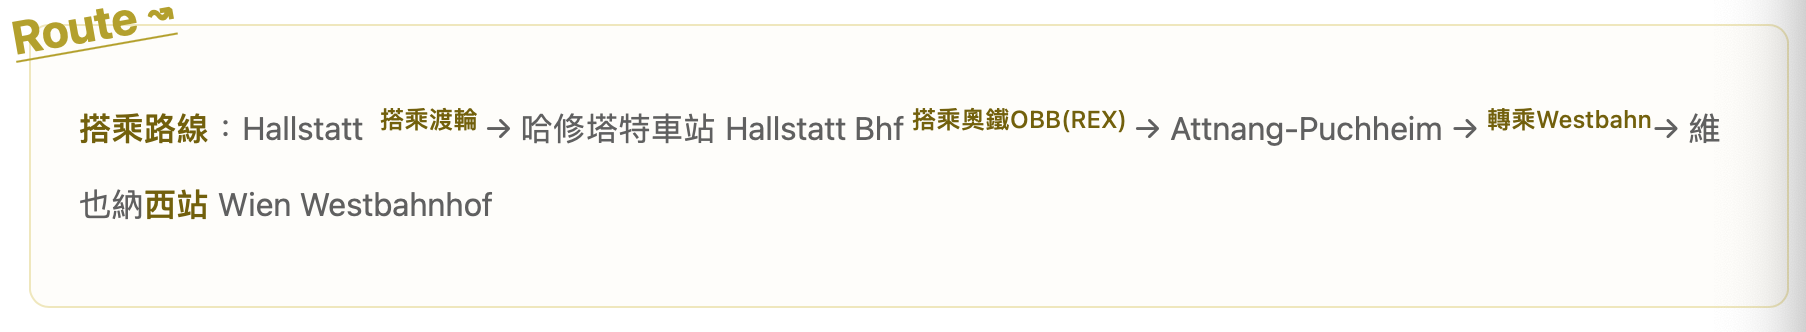 Route ↝
搭乘路線：Hallstatt 搭乘渡輪 → 哈修塔特車站 Hallstatt Bhf 搭乘奧鐵OBB(REX) → Attnang-Puchheim → 轉乘Westbahn→ 維
也納西站 Wien Westbahnhof